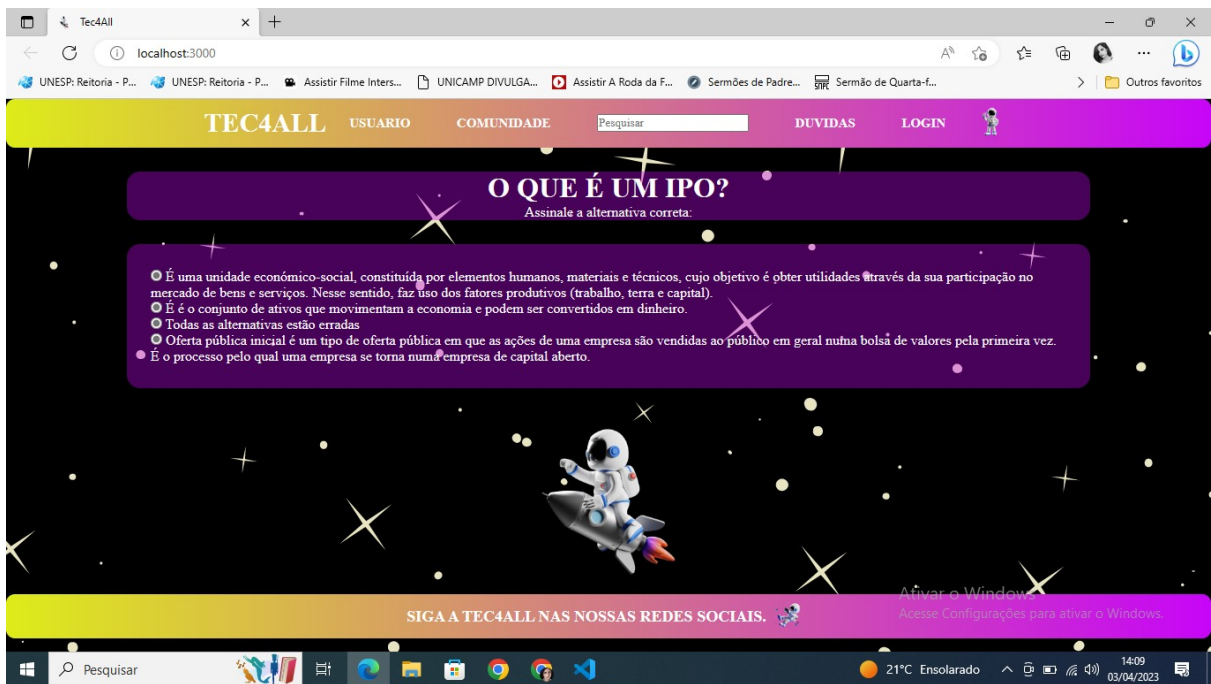 Tec4All
localhost:3000
UNESP: Reitoria - P... UNESP: Reitoria - P... Assistir Filme Inters... UNICAMP DIVULGA... Assistir A Roda da F... Sermões de Padre... Sermão de Quarta-f... Outros favoritos
TEC4ALL USUARIO COMUNIDADE Pesquisar DUVIDAS LOGIN
O QUE É UM IPO?
Assinale a alternativa correta:
É uma unidade económico-social, constituída por elementos humanos, materiais e técnicos, cujo objetivo é obter utilidades através da sua participação no
mercado de bens e serviços. Nesse sentido, faz uso dos fatores produtivos (trabalho, terra e capital).
É é o conjunto de ativos que movimentam a economia e podem ser convertidos em dinheiro.
Todas as alternativas estão erradas
Oferta pública inicial é um tipo de oferta pública em que as ações de uma empresa são vendidas ao público em geral numa bolsa de valores pela primeira vez.
É o processo pelo qual uma empresa se torna numa empresa de capital aberto.
Ativar o Windows
Acesse Configurações para ativar o Windows.
SIGA A TEC4ALL NAS NOSSAS REDES SOCIAIS.
Pesquisar 21°C Ensolarado 14:09
03/04/2023